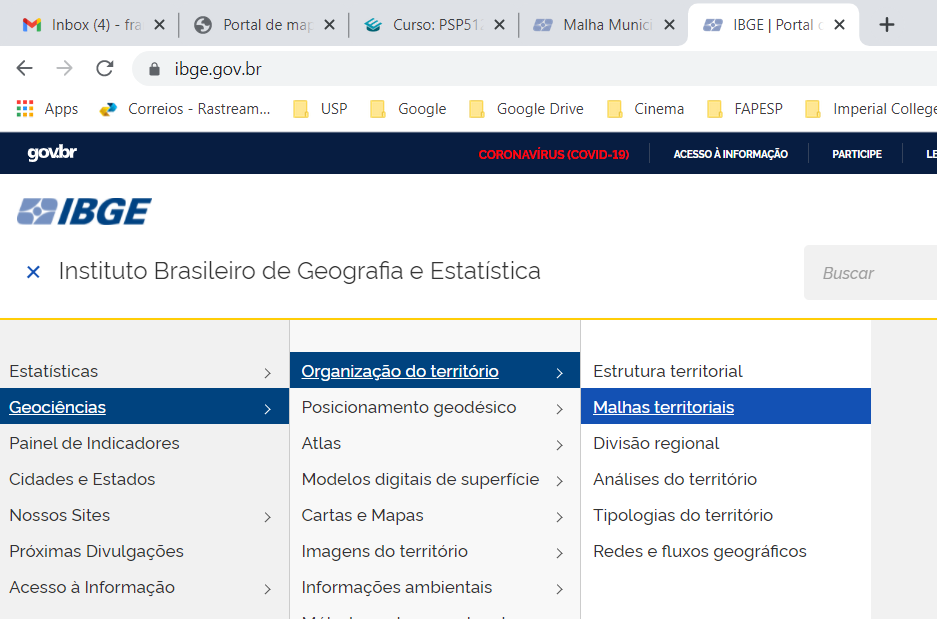 Inbox (4) - fra
Portal de map
Curso: PSP512
Malha Munici
IBGE | Portal
ibge.gov.br
Apps
Correios - Rastream...
USP
Google
Google Drive
Cinema
FAPESP
Imperial College
gov.br
CORONAVÍRUS (COVID-19)
ACESSO À INFORMAÇÃO
PARTICIPE
LE
IBGE
Instituto Brasileiro de Geografia e Estatística
Buscar
Estatísticas
Geociências
Painel de Indicadores
Cidades e Estados
Nossos Sites
Próximas Divulgações
Acesso à Informação
Organização do território
Posicionamento geodésico
Atlas
Modelos digitais de superfície
Cartas e Mapas
Imagens do território
Informações ambientais
Estrutura territorial
Malhas territoriais
Divisão regional
Análises do território
Tipologias do território
Redes e fluxos geográficos